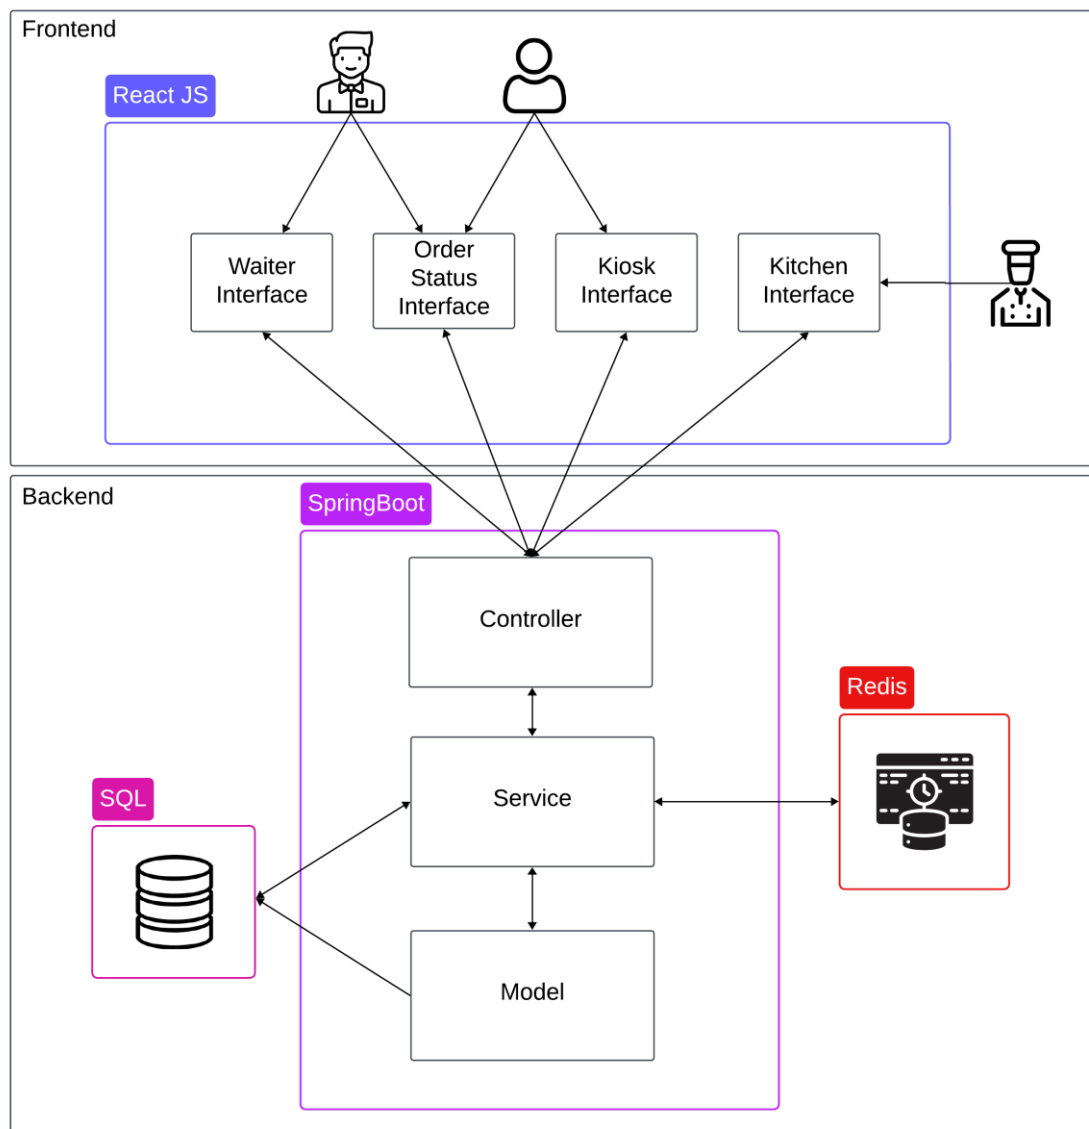 Frontend
React JS
Waiter
Interface
Order
Status
Interface
Kiosk
Interface
Kitchen
Interface
Backend
SpringBoot
Controller
Redis
Service
SQL
Model